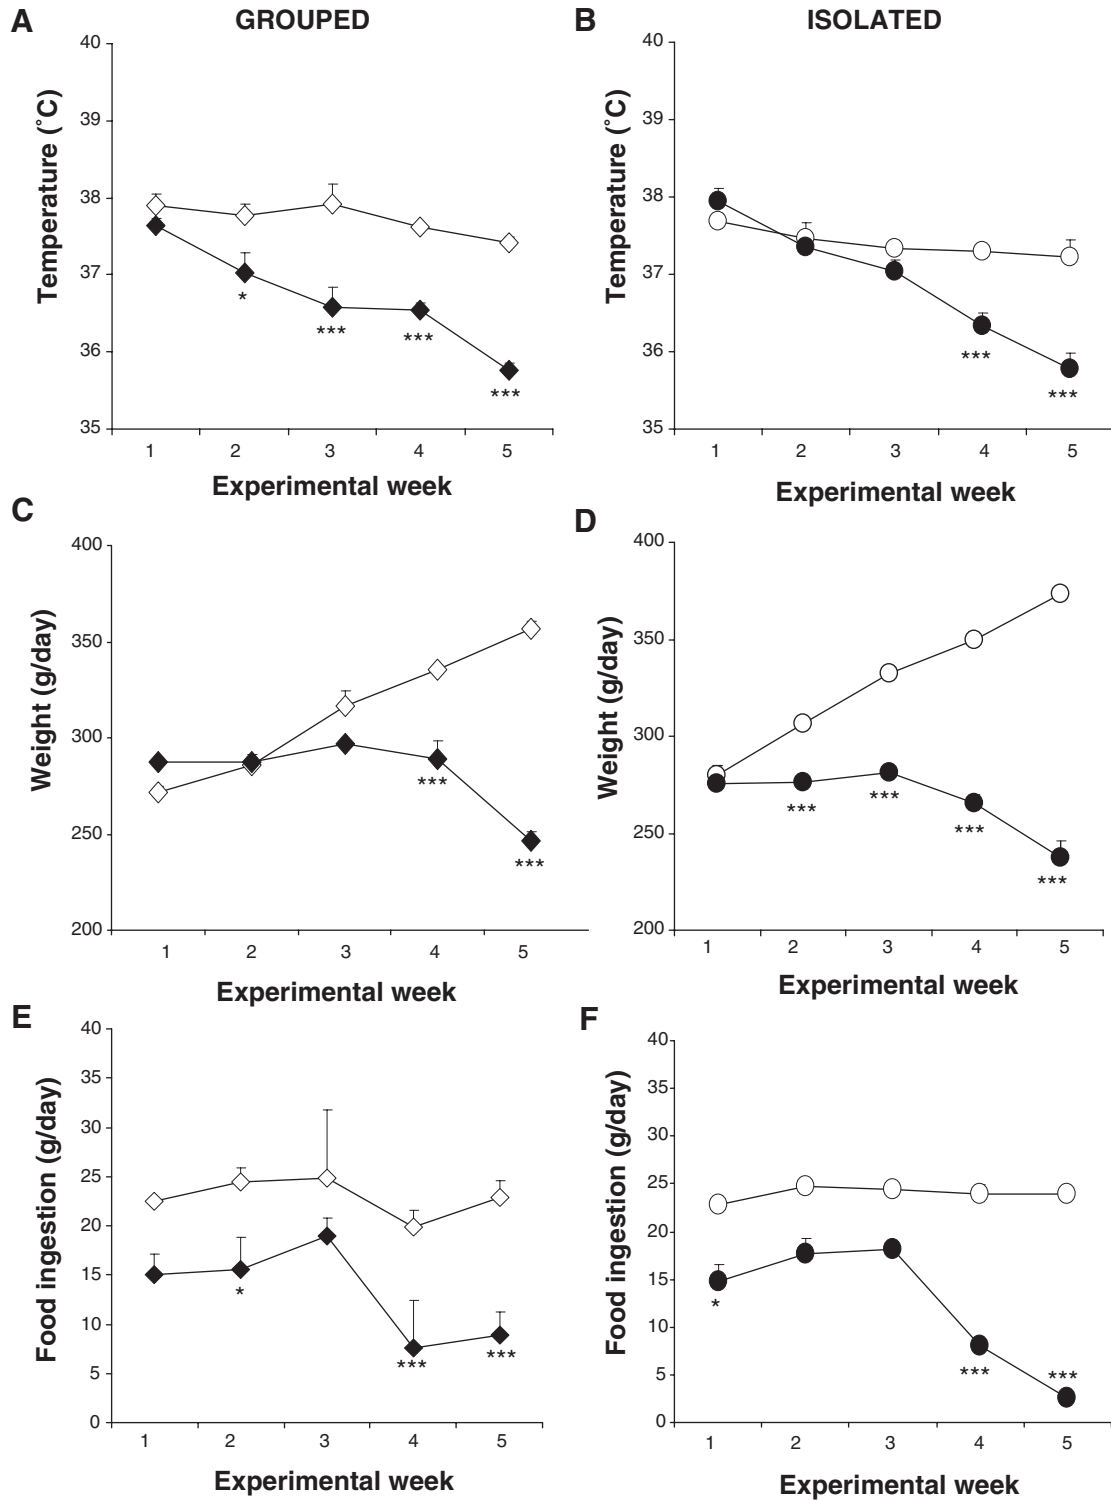 A GROUPED
B ISOLATED
Temperature (˚C)
40
39
38
37
36
35
*
***
***
***
1 2 3 4 5
Experimental week
Temperature (˚C)
40
39
38
37
36
35
***
***
1 2 3 4 5
Experimental week
C
Weight (g/day)
400
350
300
250
200
***
***
1 2 3 4 5
Experimental week
D
Weight (g/day)
400
350
300
250
200
***
***
***
***
1 2 3 4 5
Experimental week
E
Food ingestion (g/day)
40
35
30
25
20
15
10
5
0
*
***
***
1 2 3 4 5
Experimental week
F
Food ingestion (g/day)
40
35
30
25
20
15
10
5
0
*
***
***
1 2 3 4 5
Experimental week